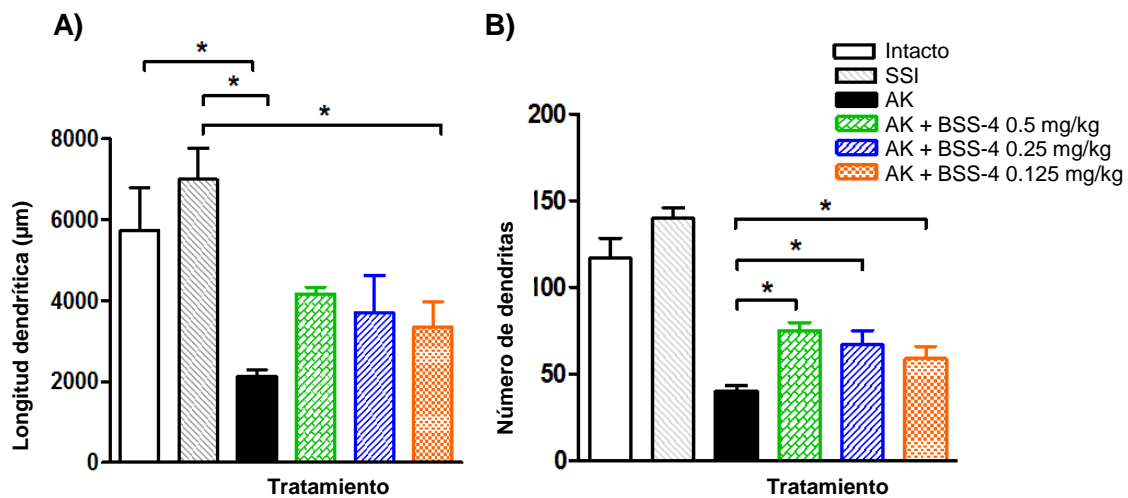 A)
*
*
*
8000
6000
4000
2000
0
Longitud dendrítica (µm)
Tratamiento
B)
Intacto
SSI
AK
AK + BSS-4 0.5 mg/kg
AK + BSS-4 0.25 mg/kg
AK + BSS-4 0.125 mg/kg
200
150
100
50
0
*
*
*
Número de dendritas
Tratamiento